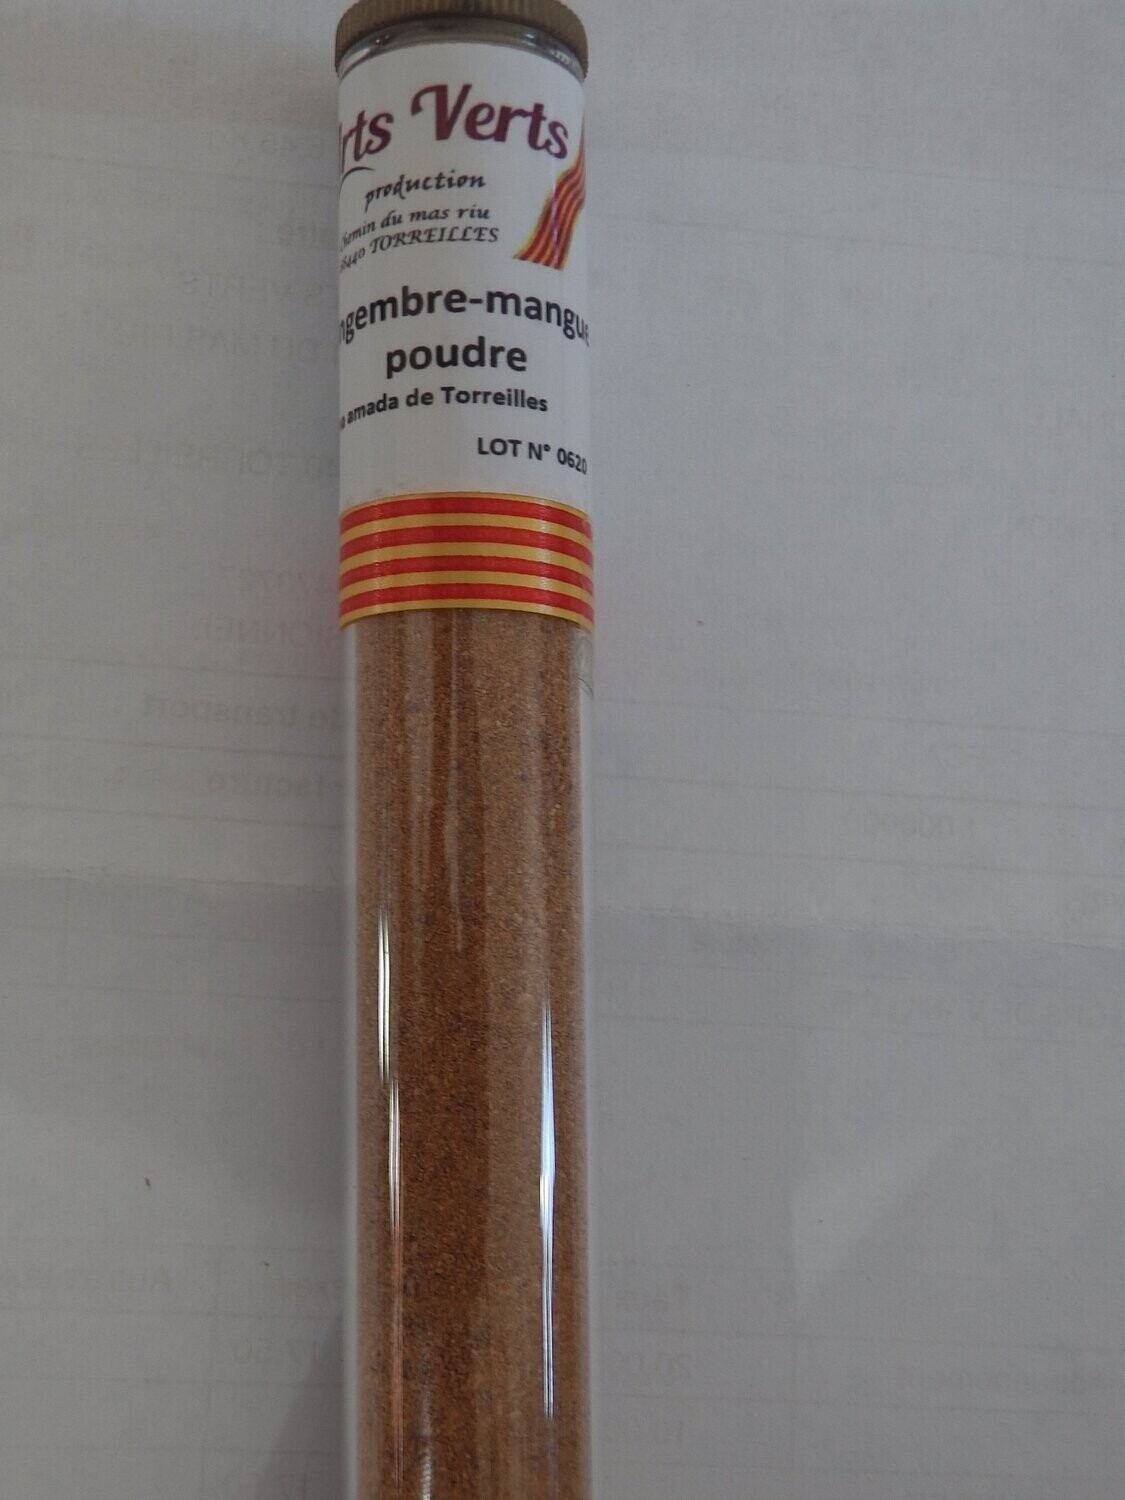 rts Verts
production
hemin du mas riu
6440 TORREILLES
ngembre-mangue
poudre
amada de Torreilles
LOT N° 0620